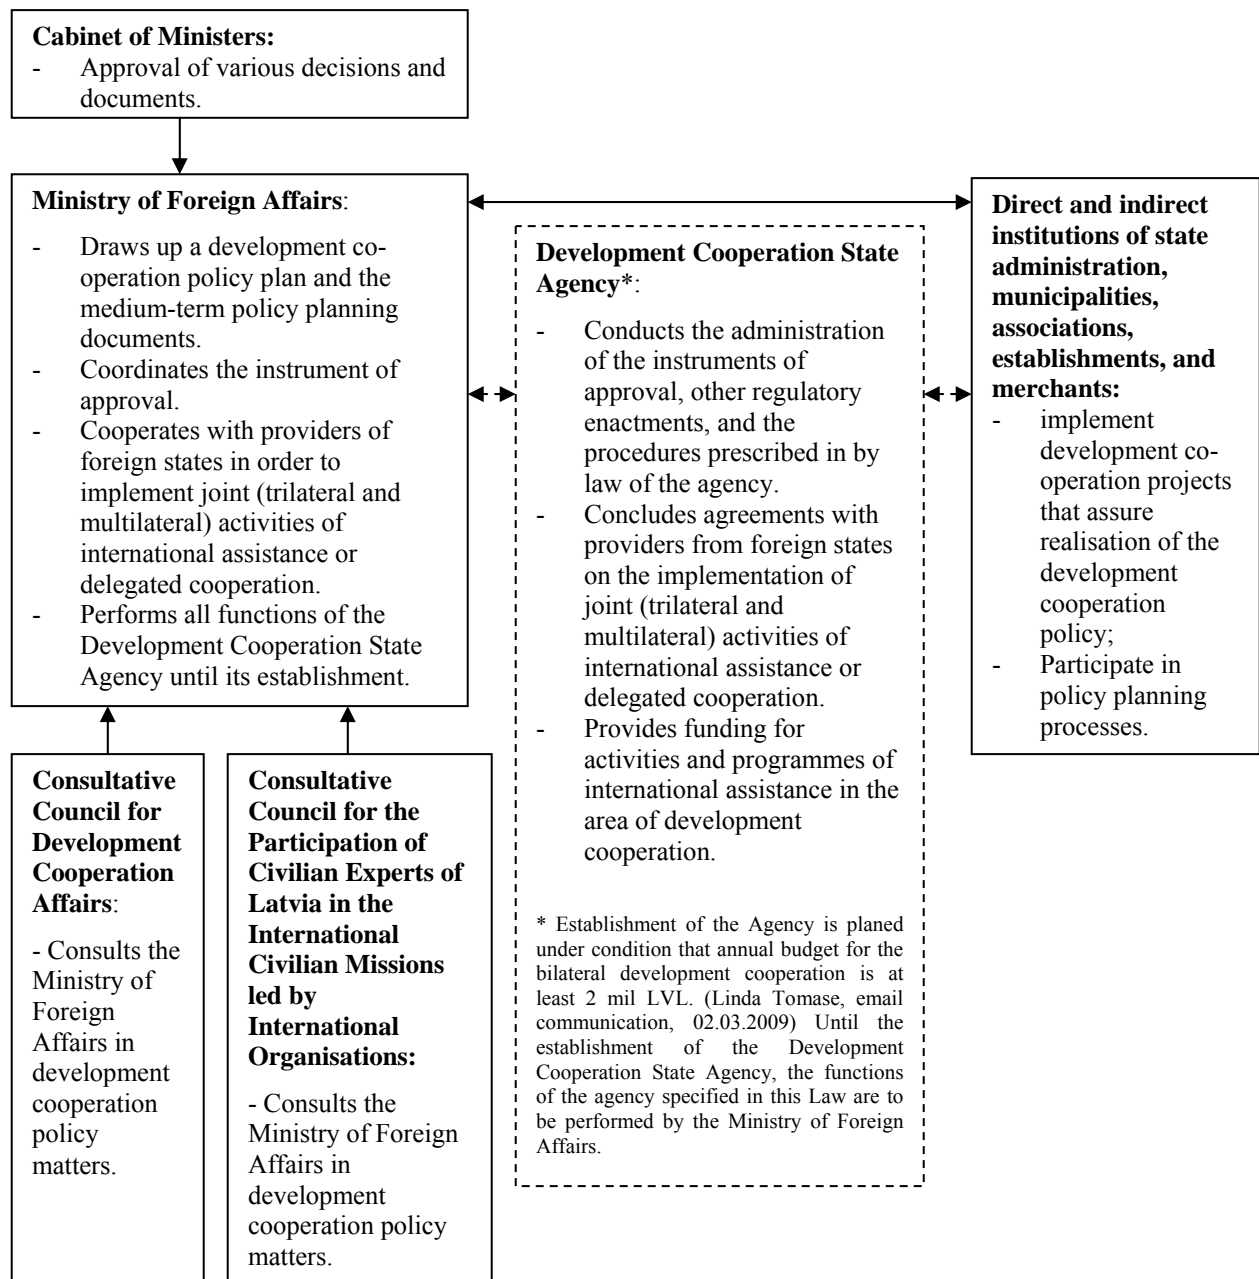 Cabinet of Ministers:
- Approval of various decisions and
documents.
Ministry of Foreign Affairs:
- Draws up a development co-
operation policy plan and the
medium-term policy planning
documents.
- Coordinates the instrument of
approval.
- Cooperates with providers of
foreign states in order to
implement joint (trilateral and
multilateral) activities of
international assistance or
delegated cooperation.
- Performs all functions of the
Development Cooperation State
Agency until its establishment.
Development Cooperation State
Agency*:
- Conducts the administration
of the instruments of
approval, other regulatory
enactments, and the
procedures prescribed in by
law of the agency.
- Concludes agreements with
providers from foreign states
on the implementation of
joint (trilateral and
multilateral) activities of
international assistance or
delegated cooperation.
- Provides funding for
activities and programmes of
international assistance in the
area of development
cooperation.
* Establishment of the Agency is planed
under condition that annual budget for the
bilateral development cooperation is at
least 2 mil LVL. (Linda Tomase, email
communication, 02.03.2009) Until the
establishment of the Development
Cooperation State Agency, the functions
of the agency specified in this Law are to
be performed by the Ministry of Foreign
Affairs.
Direct and indirect
institutions of state
administration,
municipalities,
associations,
establishments, and
merchants:
- implement
development co-
operation projects
that assure
realisation of the
development
cooperation
policy;
- Participate in
policy planning
processes.
Consultative
Council for
Development
Cooperation
Affairs:
- Consults the
Ministry of
Foreign
Affairs in
development
cooperation
policy
matters.
Consultative
Council for the
Participation of
Civilian Experts of
Latvia in the
International
Civilian Missions
led by
International
Organisations:
- Consults the
Ministry of Foreign
Affairs in
development
cooperation policy
matters.